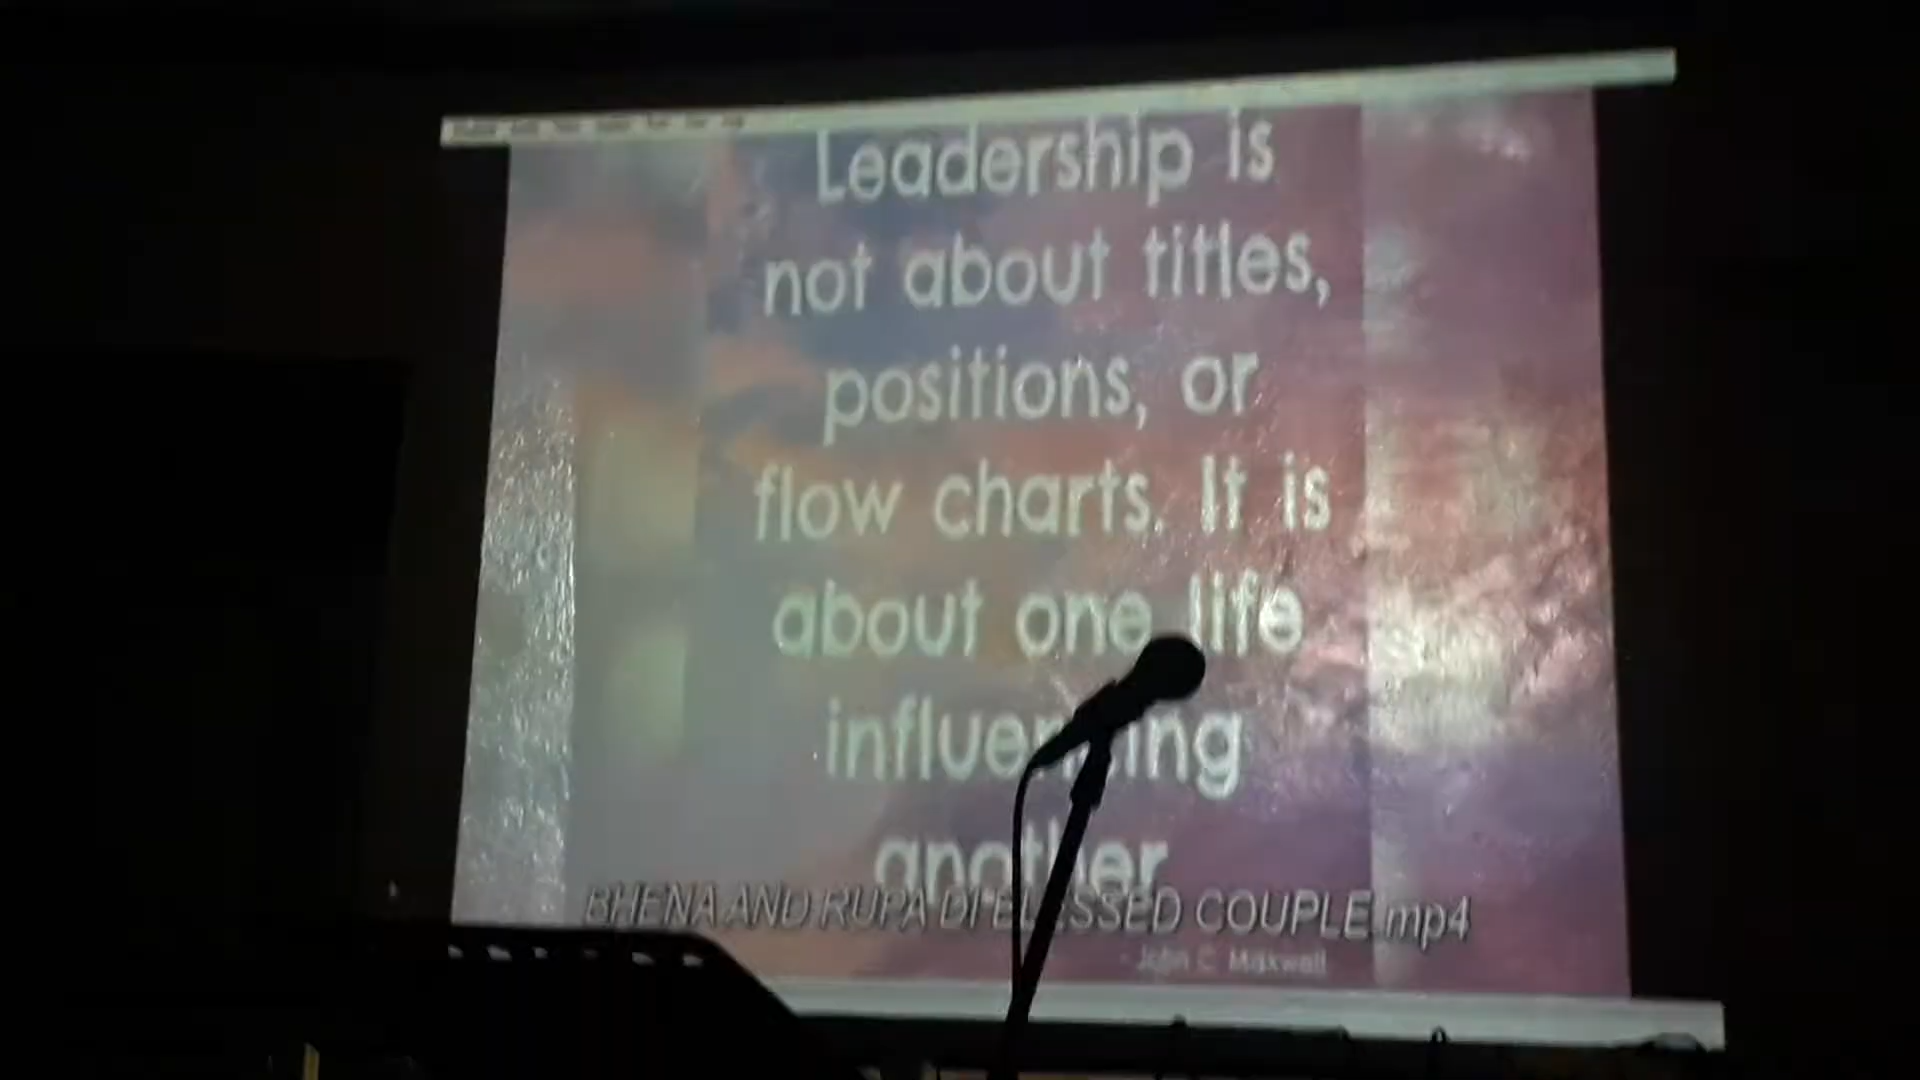 Leadership is
not about titles,
positions, or
flow charts. It is
about one life
influencing
another
BHENA AND RUPA DI BLESSED COUPLE.mp4
- John C. Maxwell